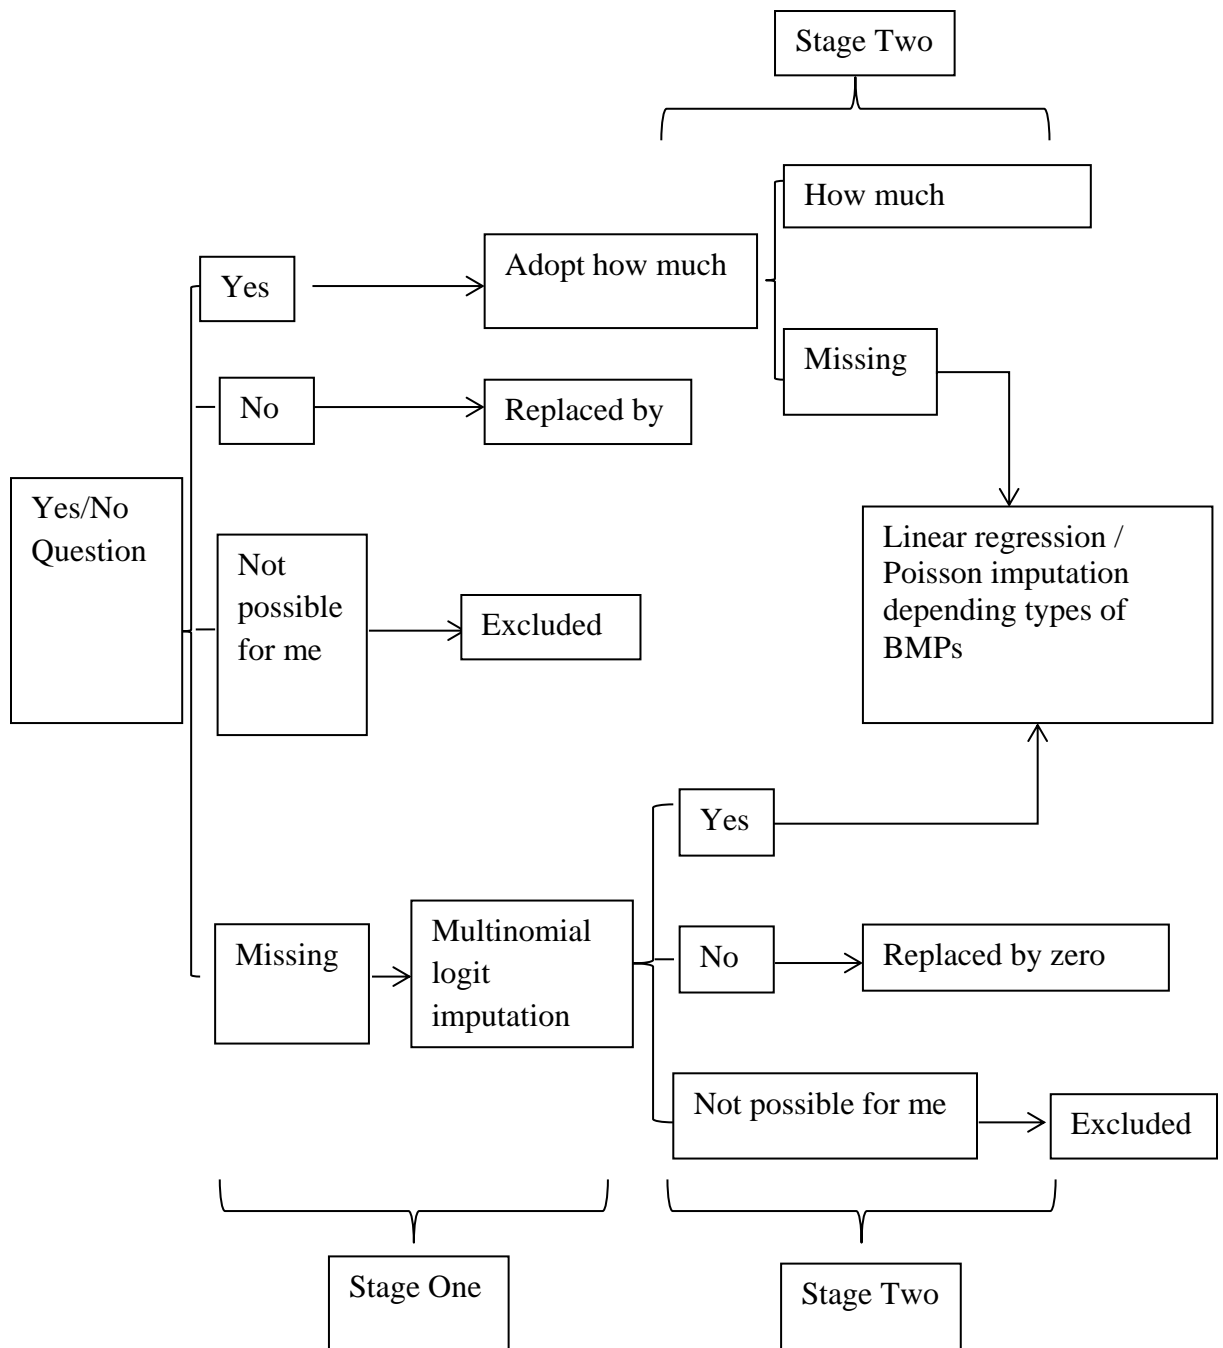 Stage Two
How much
Yes
Adopt how much
Missing
No
Replaced by
Yes/No
Question
Not
possible
for me
Excluded
Linear regression /
Poisson imputation
depending types of
BMPs
Yes
Missing
Multinomial
logit
imputation
No
Replaced by zero
Not possible for me
Excluded
Stage One
Stage Two